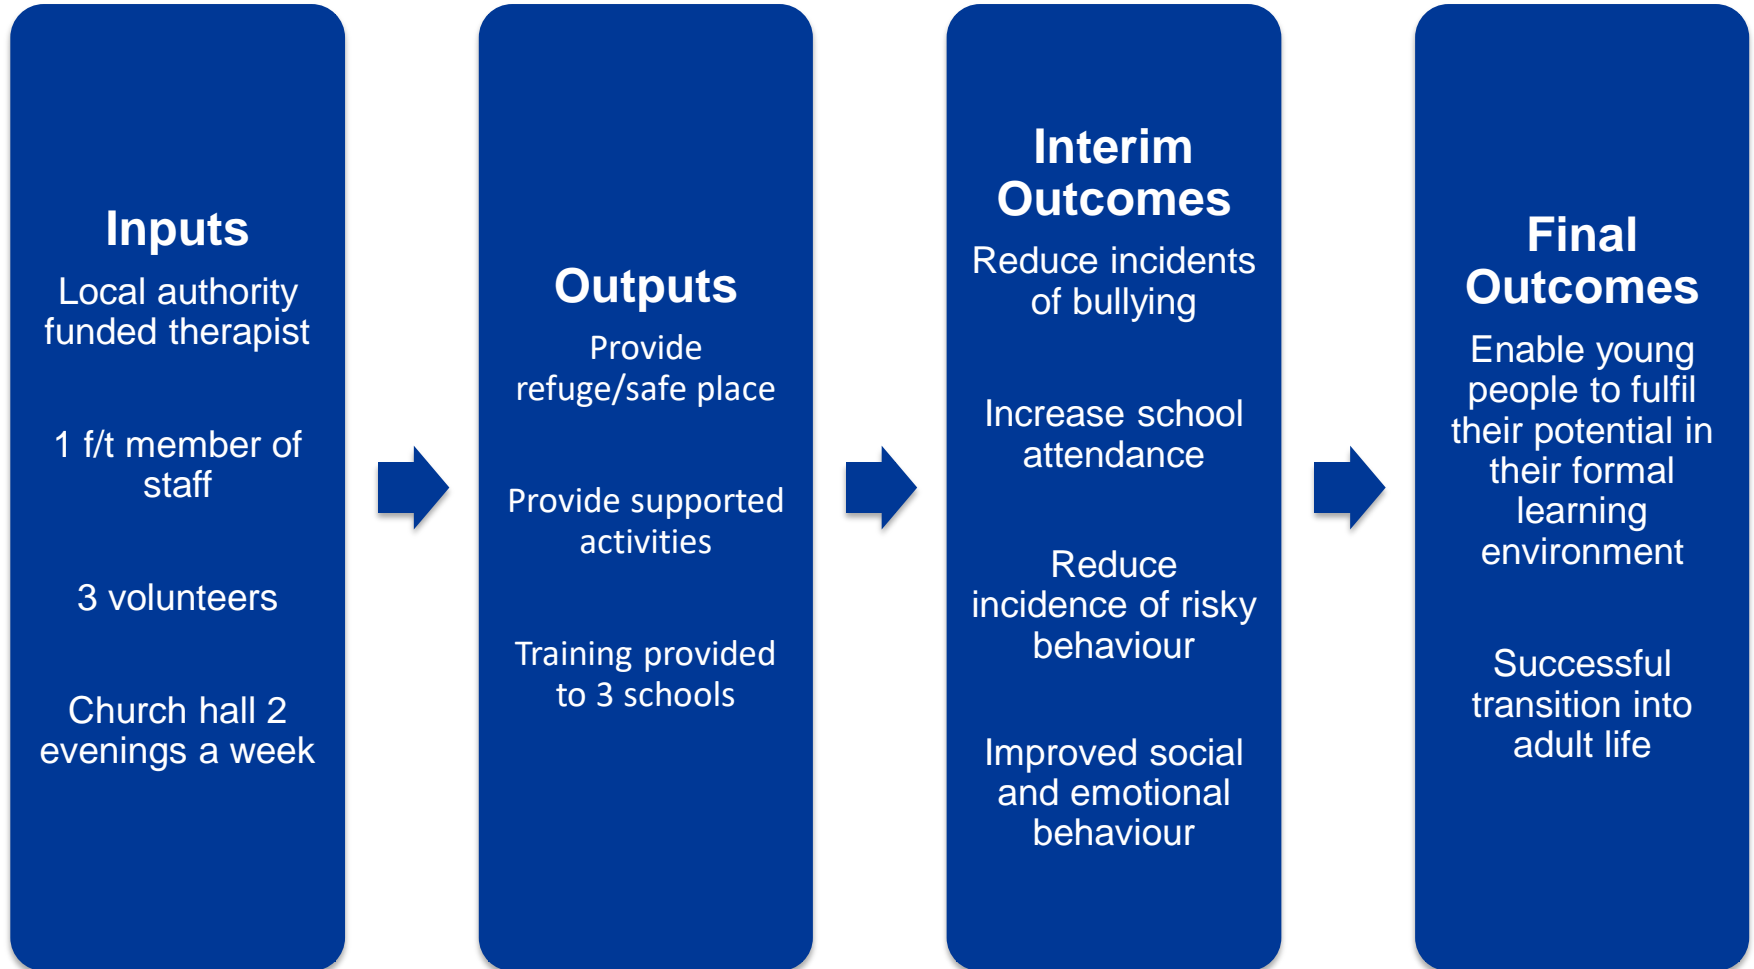 Inputs
Local authority
funded therapist
1 f/t member of
staff
3 volunteers
Church hall 2
evenings a week
Outputs
Provide
refuge/safe place
Provide supported
activities
Training provided
to 3 schools
Interim
Outcomes
Reduce incidents
of bullying
Increase school
attendance
Reduce
incidence of risky
behaviour
Improved social
and emotional
behaviour
Final
Outcomes
Enable young
people to fulfil
their potential in
their formal
learning
environment
Successful
transition into
adult life